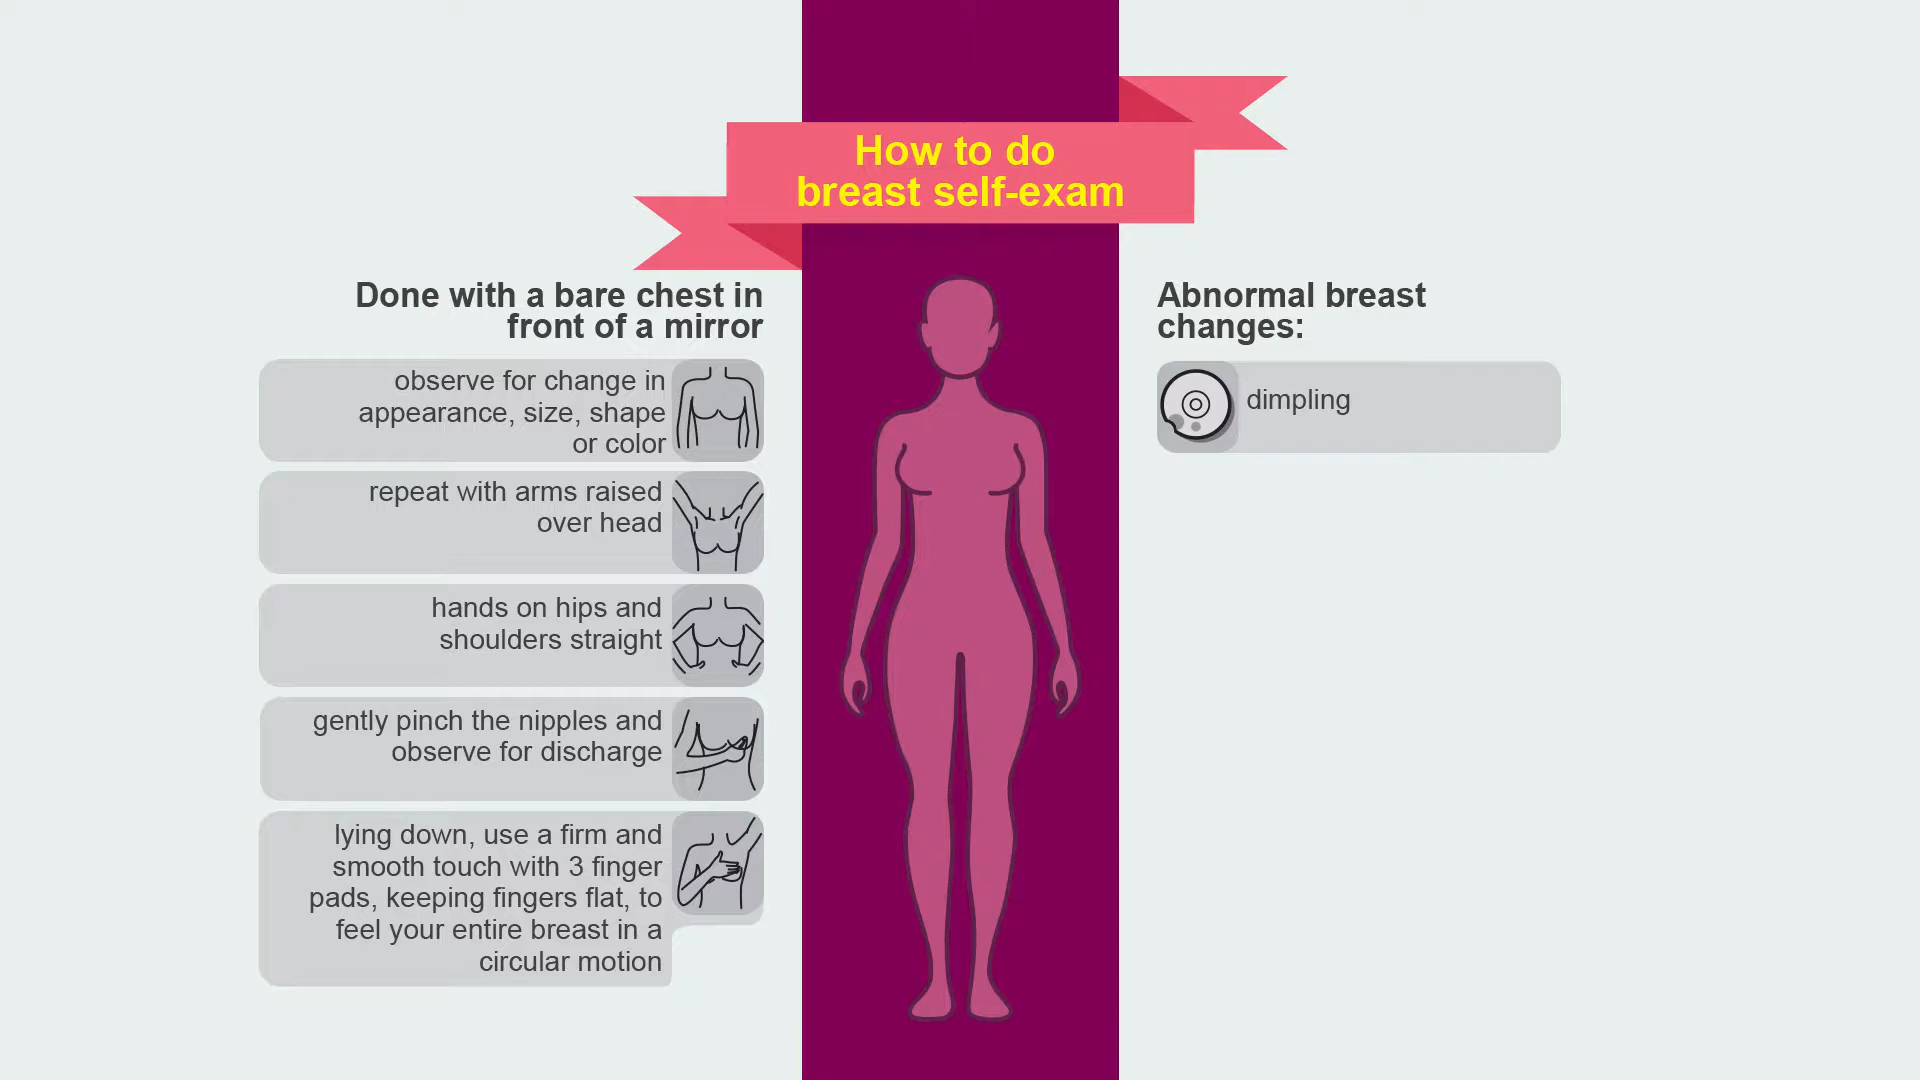 How to do
breast self-exam
Done with a bare chest in
front of a mirror
observe for change in
appearance, size, shape
or color
repeat with arms raised
over head
hands on hips and
shoulders straight
gently pinch the nipples and
observe for discharge
lying down, use a firm and
smooth touch with 3 finger
pads, keeping fingers flat, to
feel your entire breast in a
circular motion
Abnormal breast
changes:
dimpling